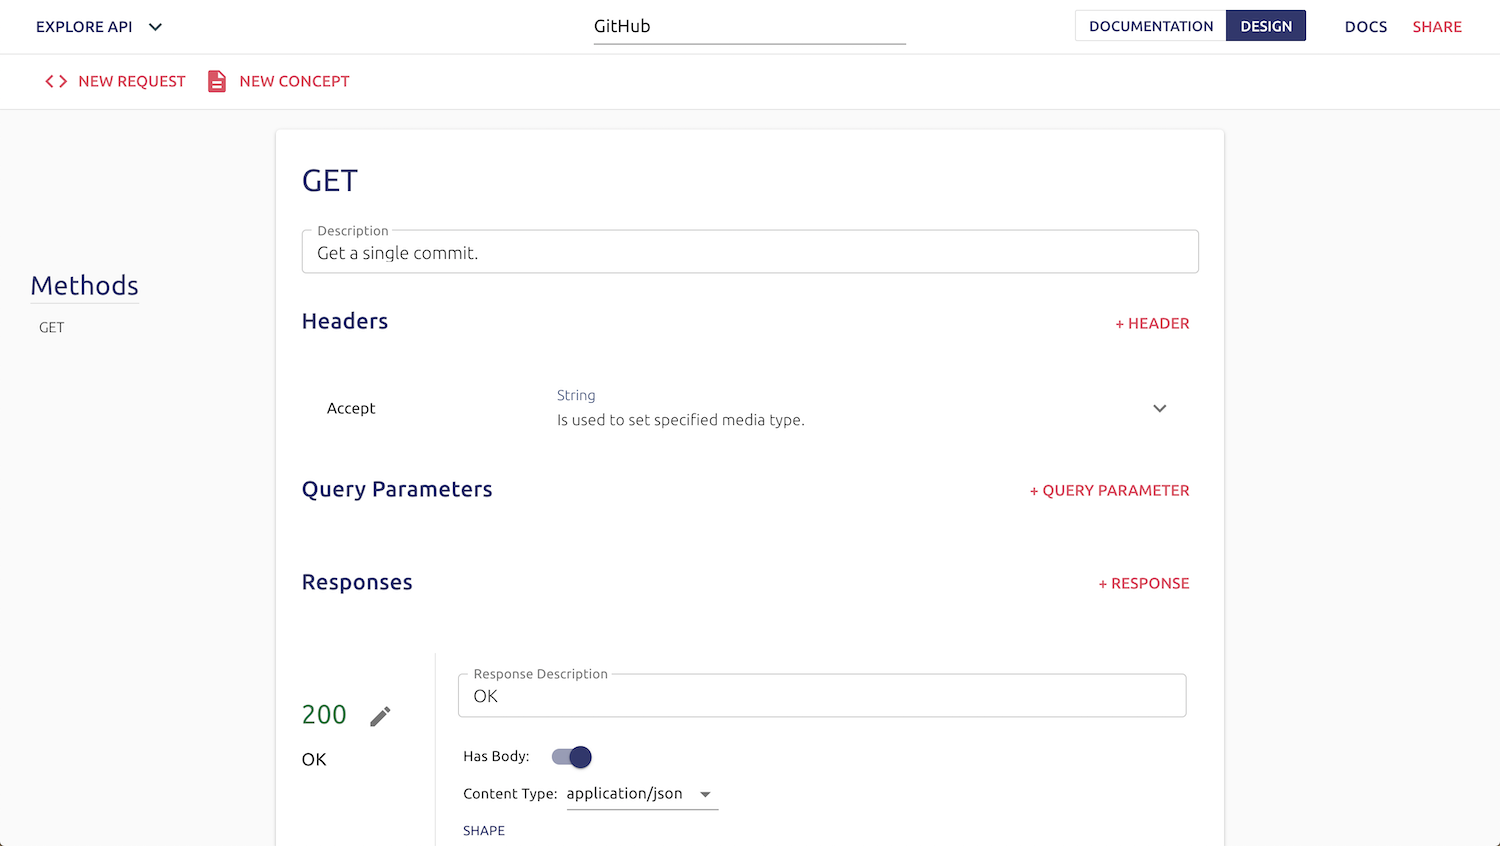 EXPLORE API
GitHub
DOCUMENTATION
DESIGN
DOCS
SHARE
NEW REQUEST
NEW CONCEPT
GET
Description
Get a single commit.
Methods
GET
Headers
+ HEADER
Accept
String
Is used to set specified media type.
Query Parameters
+ QUERY PARAMETER
Responses
+ RESPONSE
200
OK
Response Description
OK
Has Body:
Content Type: application/json
SHAPE